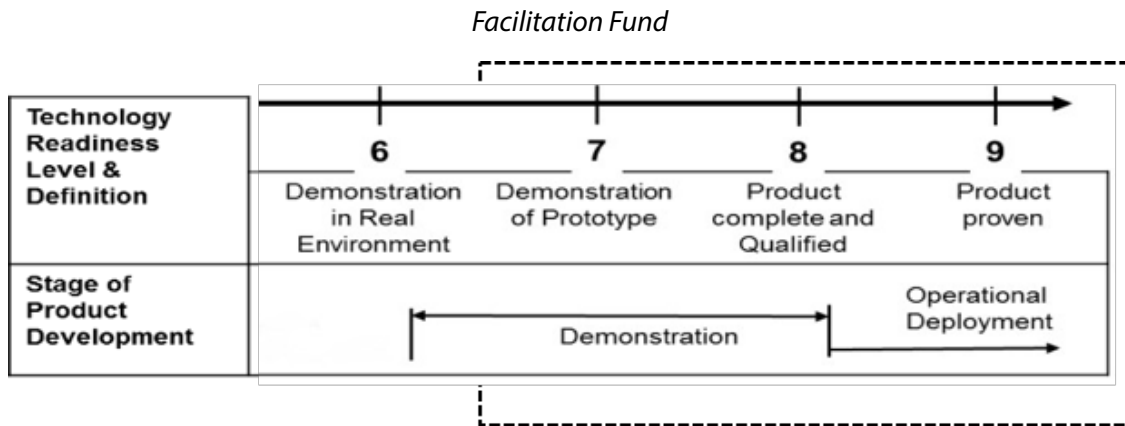 Facilitation Fund
Technology
Readiness
Level &
Definition
6
7
8
9
Demonstration
in Real
Environment
Demonstration
of Prototype
Product
complete and
Qualified
Product
proven
Stage of
Product
Development
Demonstration
Operational
Deployment